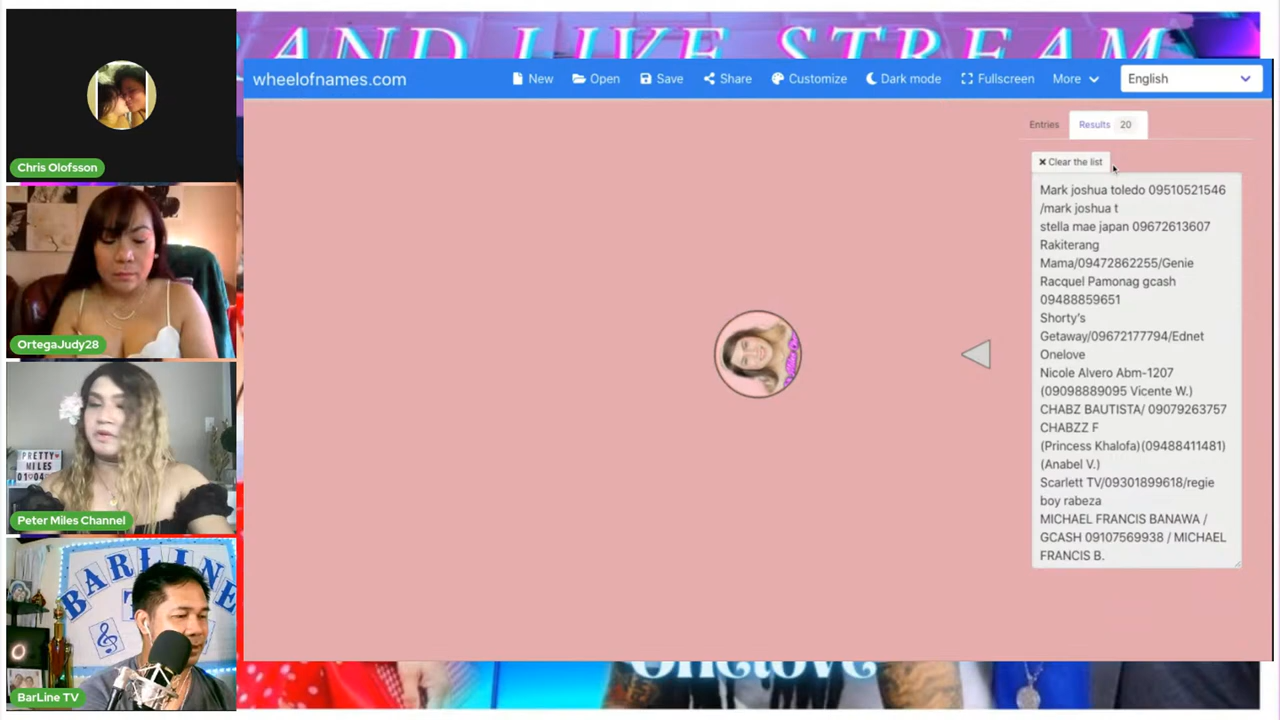 AND LIVE STREAM
wheelofnames.com
New
Open
Save
Share
Customize
Dark mode
Fullscreen
More
English
Entries
Results 20
Clear the list
Mark joshua toledo 09510521546
/mark joshua t
stella mae japan 09672613607
Rakiterang
Mama/09472862255/Genie
Racquel Pamonag gcash
09488859651
Shorty's
Getaway/09672177794/Ednet
Onelove
Nicole Alvero Abm-1207
(09098889095 Vicente W.)
CHABZ BAUTISTA/ 09079263757
CHABZZ F
(Princess Khalofa)(09488411481)
(Anabel V.)
Scarlett TV/09301899618/regie
boy rabeza
MICHAEL FRANCIS BANAWA /
GCASH 09107569938 / MICHAEL
FRANCIS B.
Chris Olofsson
OrtegaJudy28
PRETTY
MILES
01 04
Peter Miles Channel
BARLINE
T
BarLine TV
Onelove